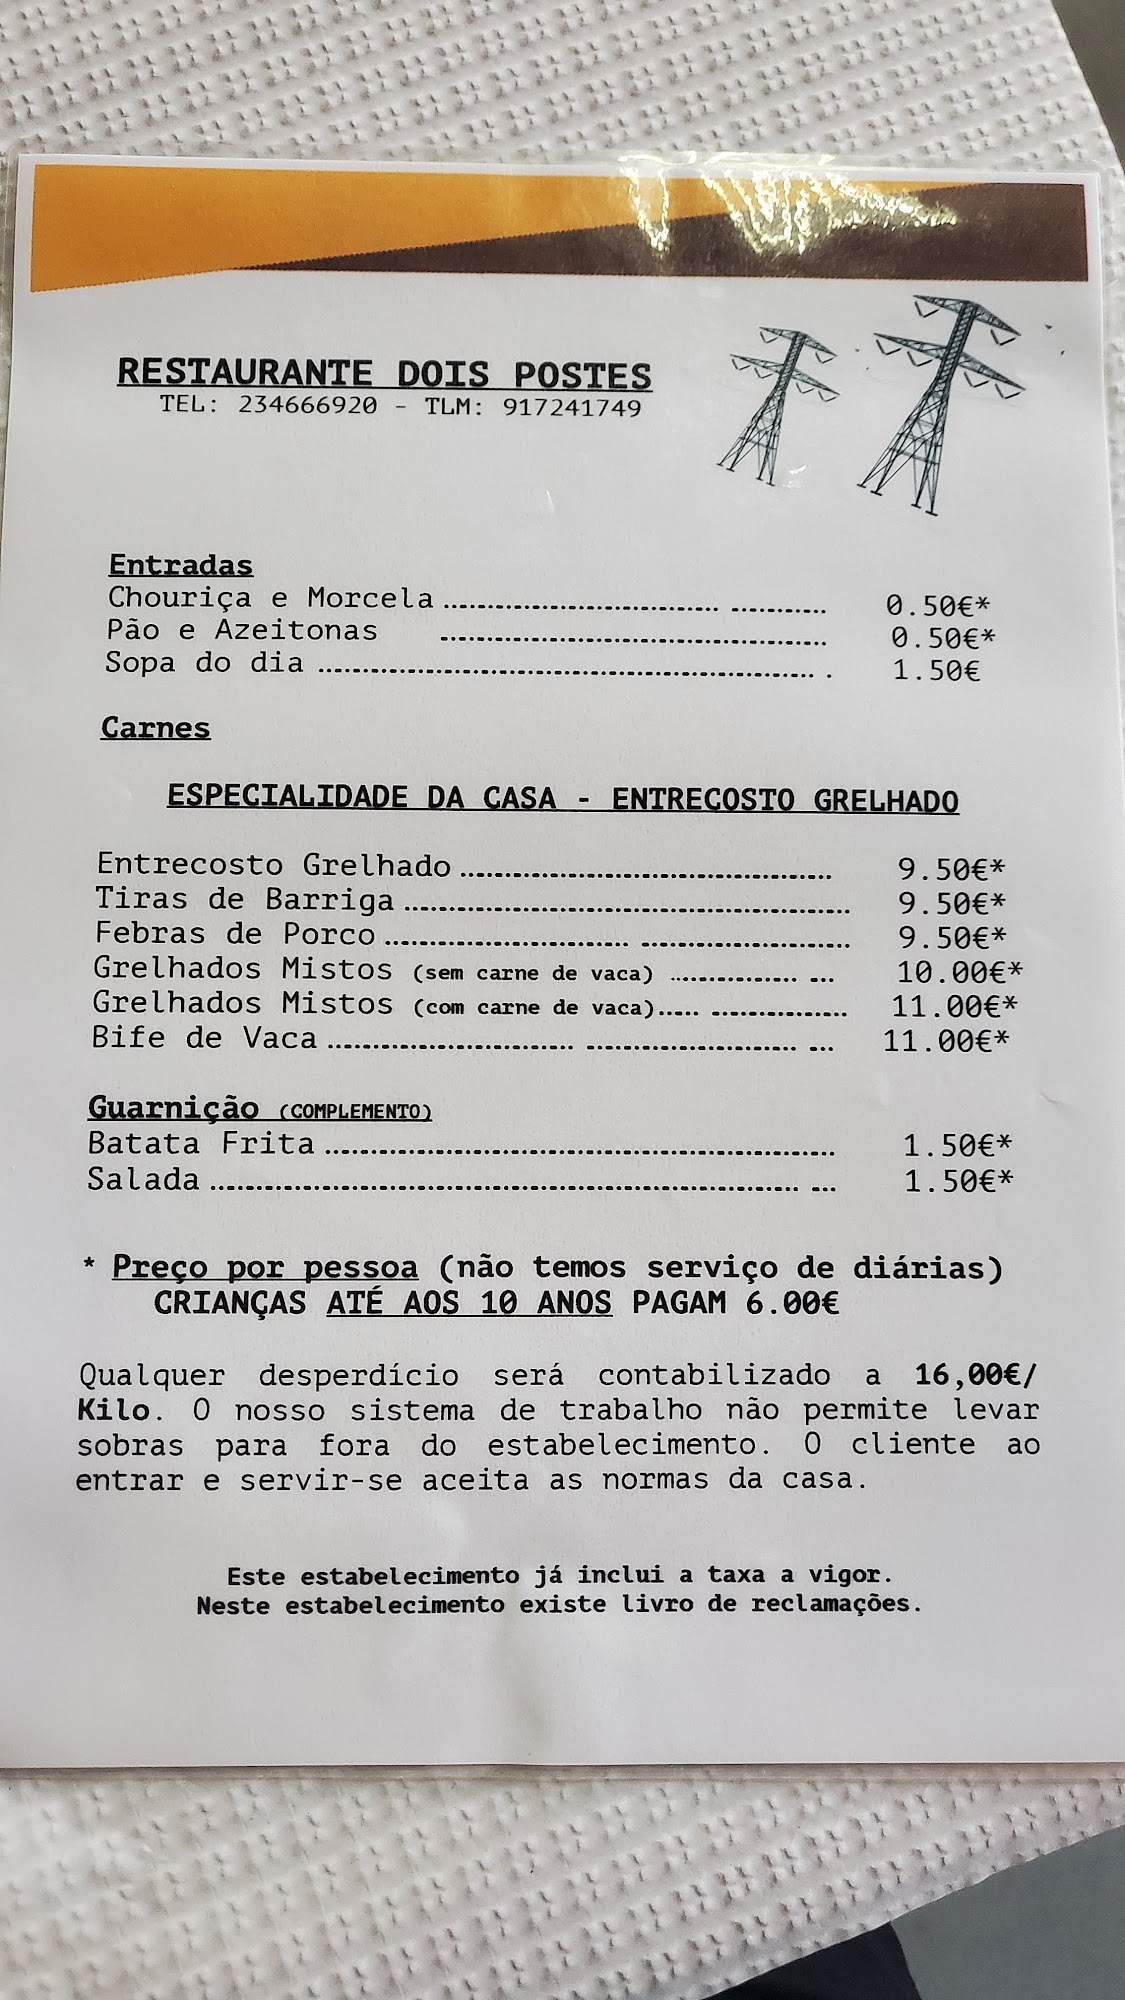 RESTAURANTE DOIS POSTES
TEL: 234666920 - TLM: 917241749
Entradas
Chouriça e Morcela ........................................ 0.50€*
Pão e Azeitonas ........................................ 0.50€*
Sopa do dia ........................................ . 1.50€
Carnes
ESPECIALIDADE DA CASA - ENTRECOSTO GRELHADO
Entrecosto Grelhado ........................................ 9.50€*
Tiras de Barriga ........................................ 9.50€*
Febras de Porco ........................................ 9.50€*
Grelhados Mistos (sem carne de vaca) ................ ... 10.00€*
Grelhados Mistos (com carne de vaca)..... ................ 11.00€*
Bife de Vaca ........................................ ... 11.00€*
Guarnição (COMPLEMENTO)
Batata Frita ........................................ 1.50€*
Salada ........................................ ... 1.50€*
* Preço por pessoa (não temos serviço de diárias)
CRIANÇAS ATÉ AOS 10 ANOS PAGAM 6.00€
Qualquer desperdício será contabilizado a 16,00€/
Kilo. O nosso sistema de trabalho não permite levar
sobras para fora do estabelecimento. O cliente ao
entrar e servir-se aceita as normas da casa.
Este estabelecimento já inclui a taxa a vigor.
Neste estabelecimento existe livro de reclamações.